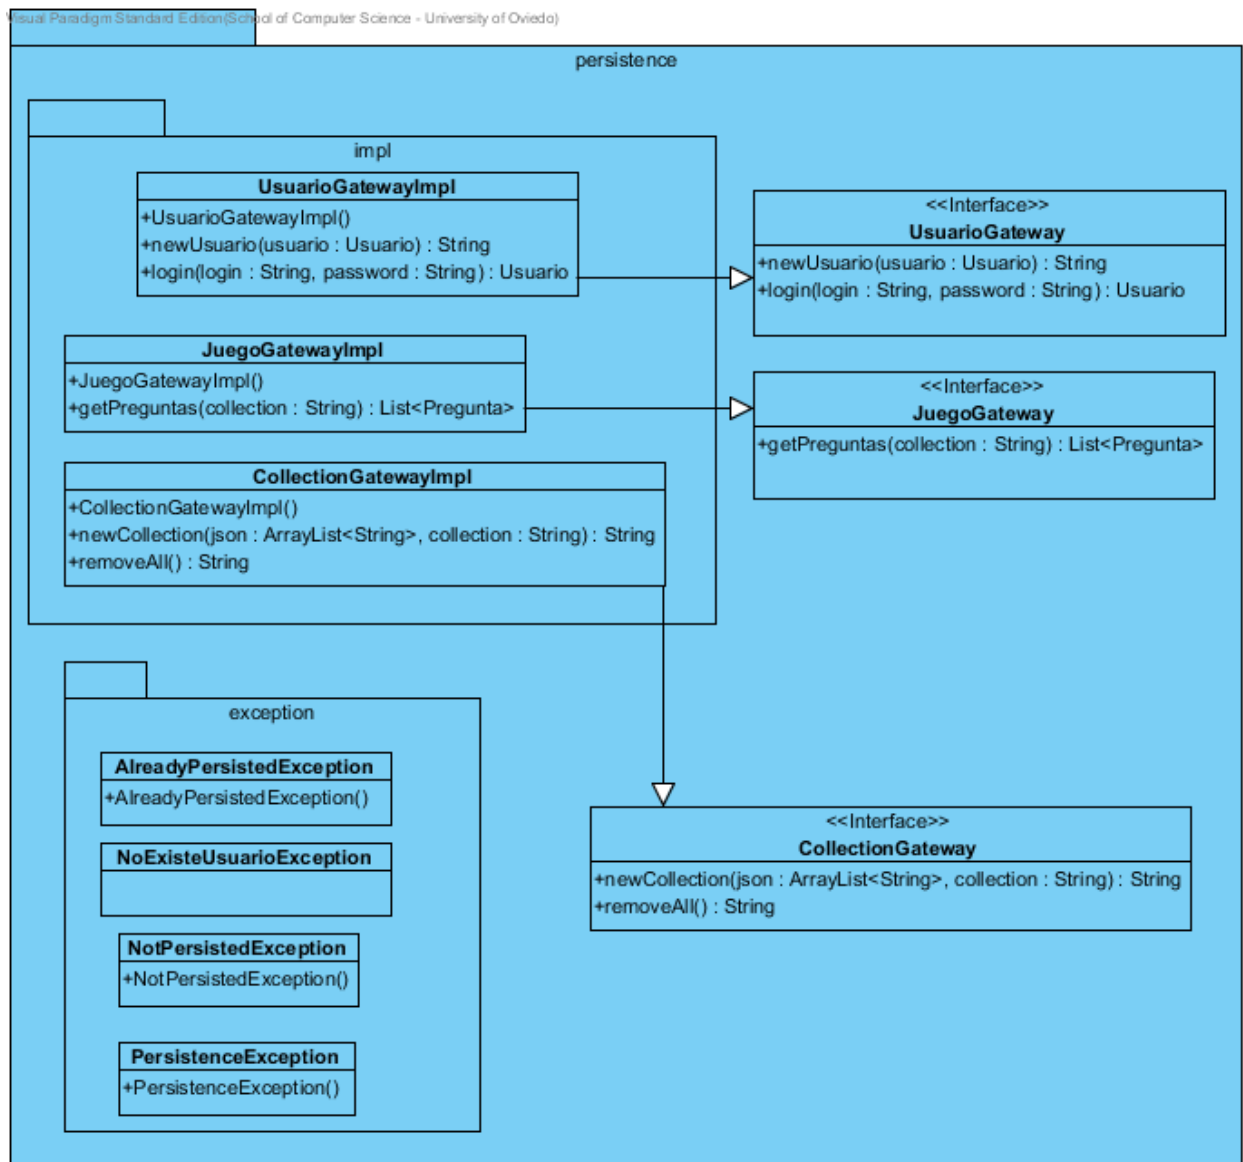 Visual Paradigm Standard Edition(School of Computer Science - University of Oviedo)
persistence
impl
UsuarioGatewayImpl
+UsuarioGatewayImpl()
+newUsuario(usuario : Usuario) : String
+login(login : String, password : String) : Usuario
<<Interface>>
UsuarioGateway
+newUsuario(usuario : Usuario) : String
+login(login : String, password : String) : Usuario
JuegoGatewayImpl
+JuegoGatewayImpl()
+getPreguntas(collection : String) : List<Pregunta>
<<Interface>>
JuegoGateway
+getPreguntas(collection : String) : List<Pregunta>
CollectionGatewayImpl
+CollectionGatewayImpl()
+newCollection(json : ArrayList<String>, collection : String) : String
+removeAll() : String
exception
AlreadyPersistedException
+AlreadyPersistedException()
NoExisteUsuarioException
NotPersistedException
+NotPersistedException()
PersistenceException
+PersistenceException()
<<Interface>>
CollectionGateway
+newCollection(json : ArrayList<String>, collection : String) : String
+removeAll() : String